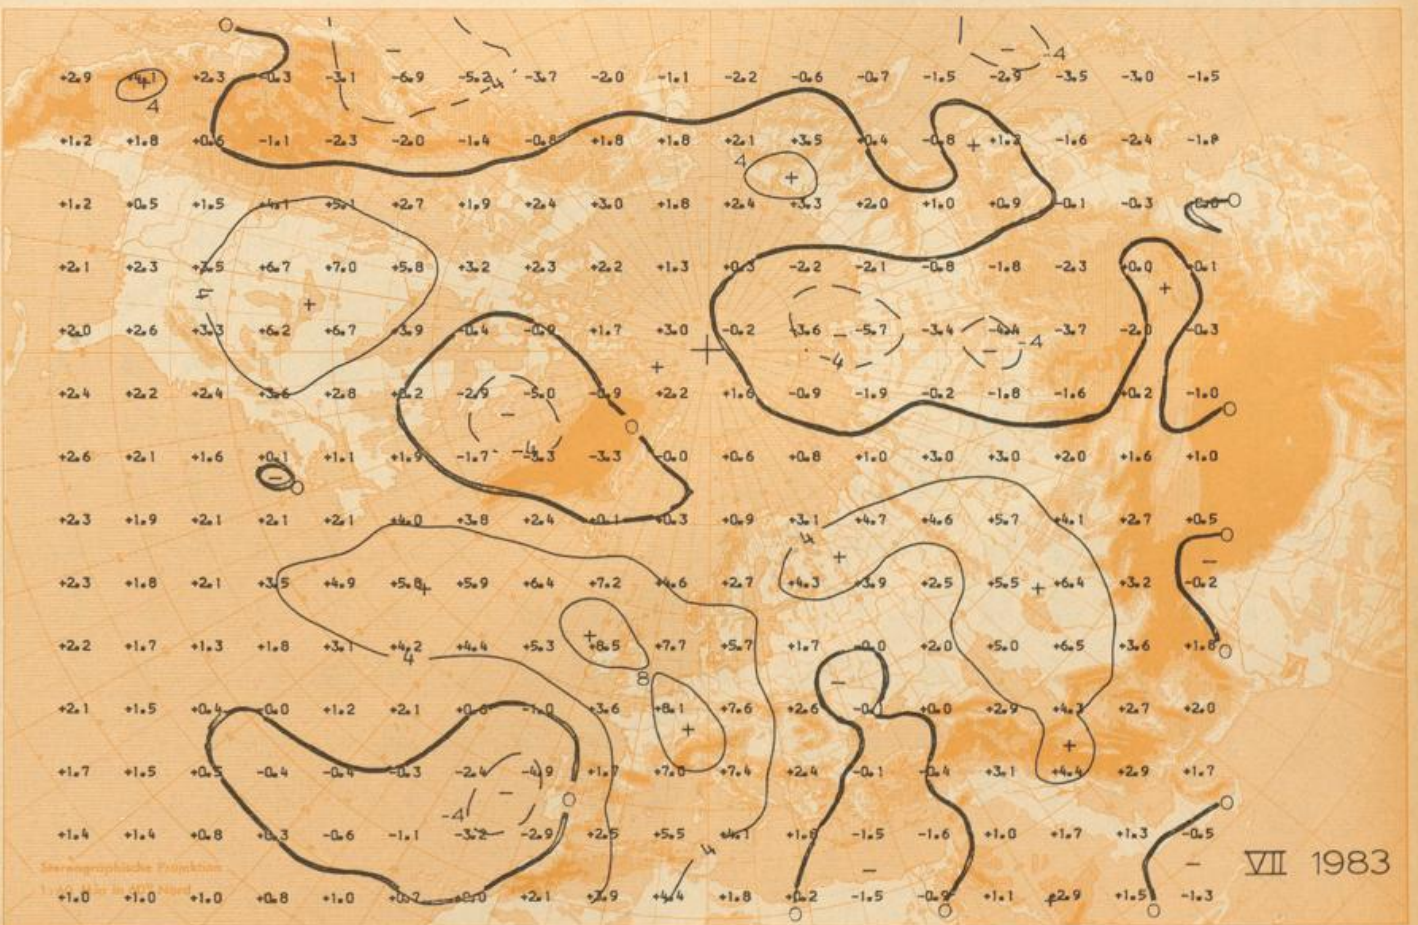 O
+2.9 +4.1 +2.3 -0.3 -3.1 -6.9 -5.2 -3.7 -2.0 -1.1 -2.2 -0.6 -0.7 -1.5 -2.9 -3.5 -3.0 -1.5
4 -4 -4
+1.2 +1.8 +0.6 -1.1 -2.3 -2.0 -1.4 -0.8 +1.8 +1.8 +2.1 +3.5 +0.4 -0.8 +1.2 -1.6 -2.4 -1.8
4
+1.2 +0.5 +1.5 +4.1 +5.1 +2.7 +1.9 +2.4 +3.0 +1.8 +2.4 +3.3 +2.0 +1.0 +0.9 -0.1 -0.3 O
+2.1 +2.3 +3.5 +6.7 +7.0 +5.8 +3.2 +2.3 +2.2 +1.3 +0.3 -2.2 -2.1 -0.8 -1.8 -2.3 +0.0 -0.1
4
+2.0 +2.6 +3.3 +6.2 +6.7 +3.9 -0.4 -0.9 +1.7 +3.0 -0.2 -3.6 -5.7 -3.4 -4.4 -3.7 -2.0 -0.3
-4 -4
+2.4 +2.2 +2.4 +3.6 +2.8 +0.2 -2.9 -5.0 -0.9 +2.2 +1.6 -0.9 -1.9 -0.2 -1.8 -1.6 +0.2 -1.0
O O
-4
+2.6 +2.1 +1.6 +0.1 +1.1 +1.9 -1.7 -3.3 -3.3 -0.0 +0.6 +0.8 +1.0 +3.0 +3.0 +2.0 +1.6 +1.0
O
+2.3 +1.9 +2.1 +2.1 +2.1 +4.0 +3.8 +2.4 +0.1 +0.3 +0.9 +3.1 +4.7 +4.6 +5.7 +4.1 +2.7 +0.5
4 O
+2.3 +1.8 +2.1 +3.5 +4.9 +5.8 +5.9 +6.4 +7.2 +4.6 +2.7 +4.3 +3.9 +2.5 +5.5 +6.4 +3.2 -0.2
+2.2 +1.7 +1.3 +1.8 +3.1 +4.2 +4.4 +5.3 +8.5 +7.7 +5.7 +1.7 -0.0 +2.0 +5.0 +6.5 +3.6 +1.8
4 8 O
+2.1 +1.5 +0.4 -0.0 +1.2 +2.1 +0.6 -1.0 +3.6 +8.1 +7.6 +2.6 +0.0 +2.9 +4.3 +2.7 +2.0
+1.7 +1.5 +0.5 -0.4 -0.4 -0.3 -2.4 -4.9 +1.7 +7.0 +7.4 +2.4 -0.1 -0.4 +3.1 +4.4 +2.9 +1.7
-4 O O
+1.4 +1.4 +0.8 +0.3 -0.6 -1.1 -3.2 -2.9 +2.5 +5.5 +4.1 +1.8 -1.5 -1.6 +1.0 +1.7 +1.3 -0.5
4
Stereographische Projektion
VII 1983
+1.0 +1.0 +1.0 +0.8 +1.0 +0.7 +0.0 +2.1 +3.9 +4.4 +1.8 +0.2 -1.5 -0.9 +1.1 +2.9 +1.5 -1.3
O O O